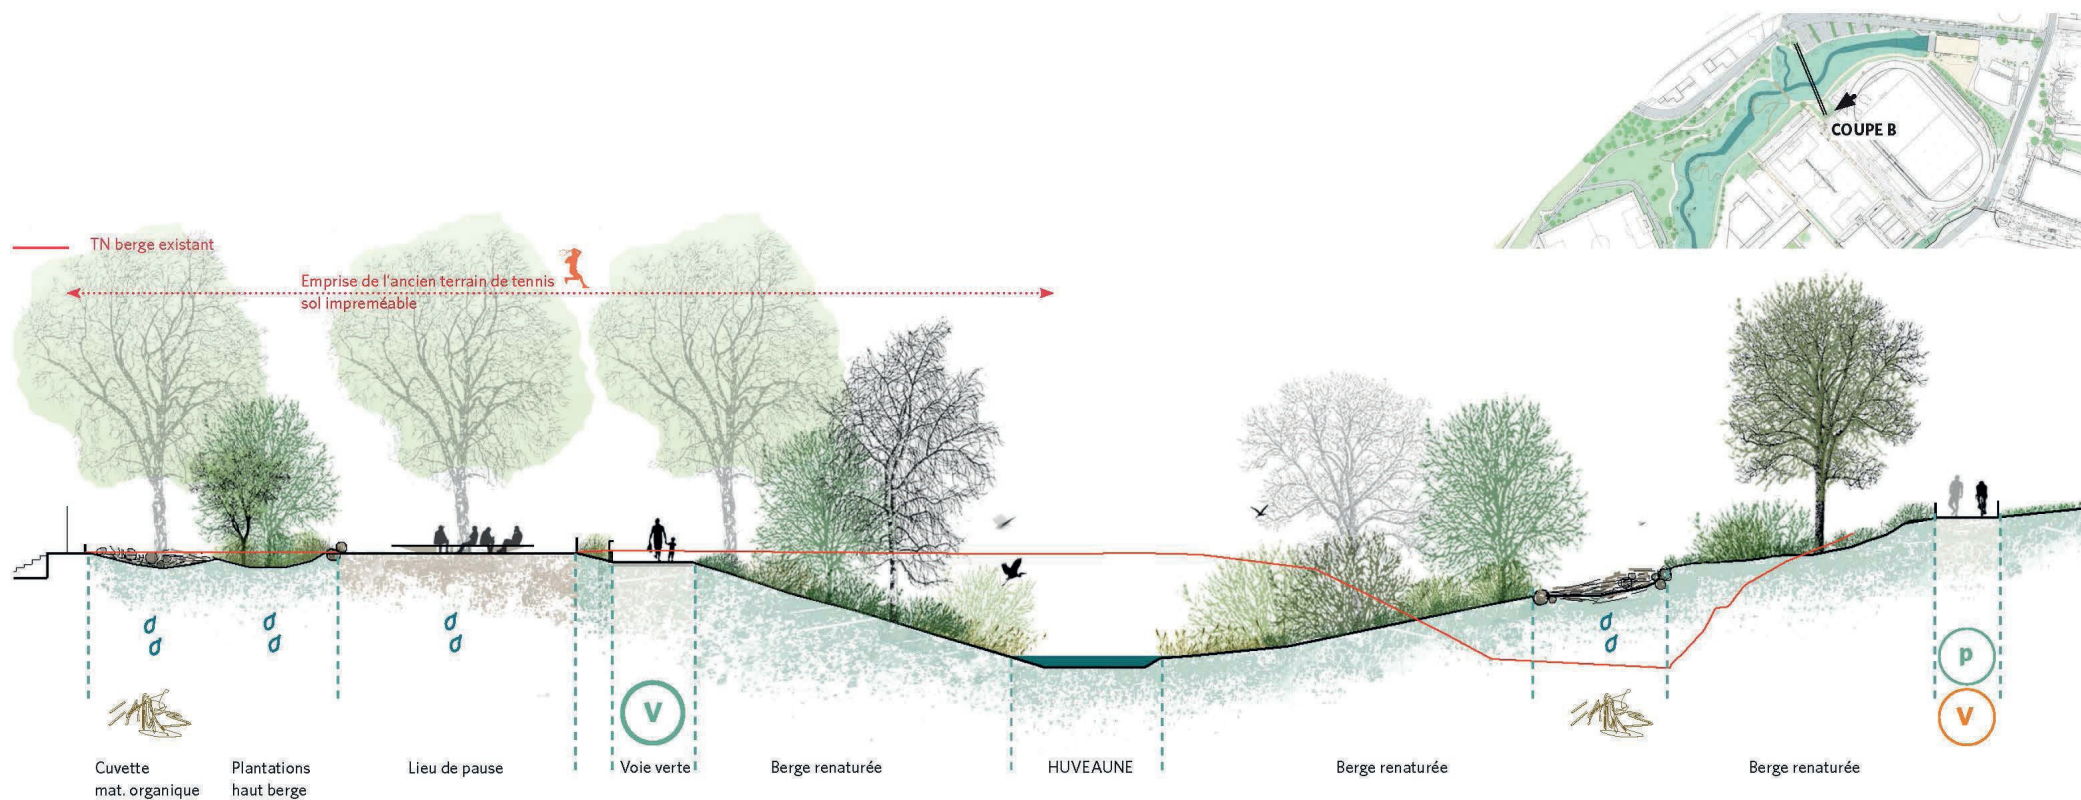 COUPE B
TN berge existant
Emprise de l'ancien terrain de tennis
sol impreméable
V
P
V
Cuvette
mat. organique
Plantations
haut berge
Lieu de pause
Voie verte
Berge renaturée
HUVEAUNE
Berge renaturée
Berge renaturée